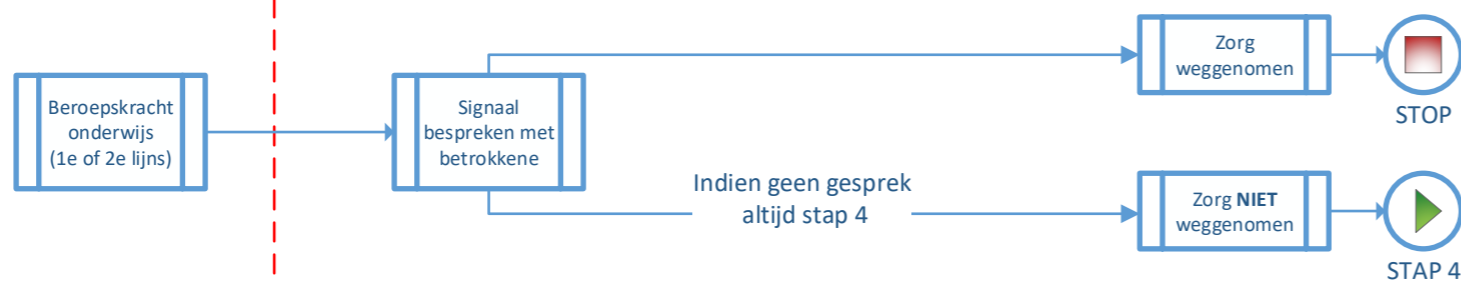 Beroepskracht
onderwijs
(1e of 2e lijns)
Signaal
bespreken met
betrokkene
Zorg
weggenomen
STOP
Indien geen gesprek
altijd stap 4
Zorg NIET
weggenomen
STAP 4